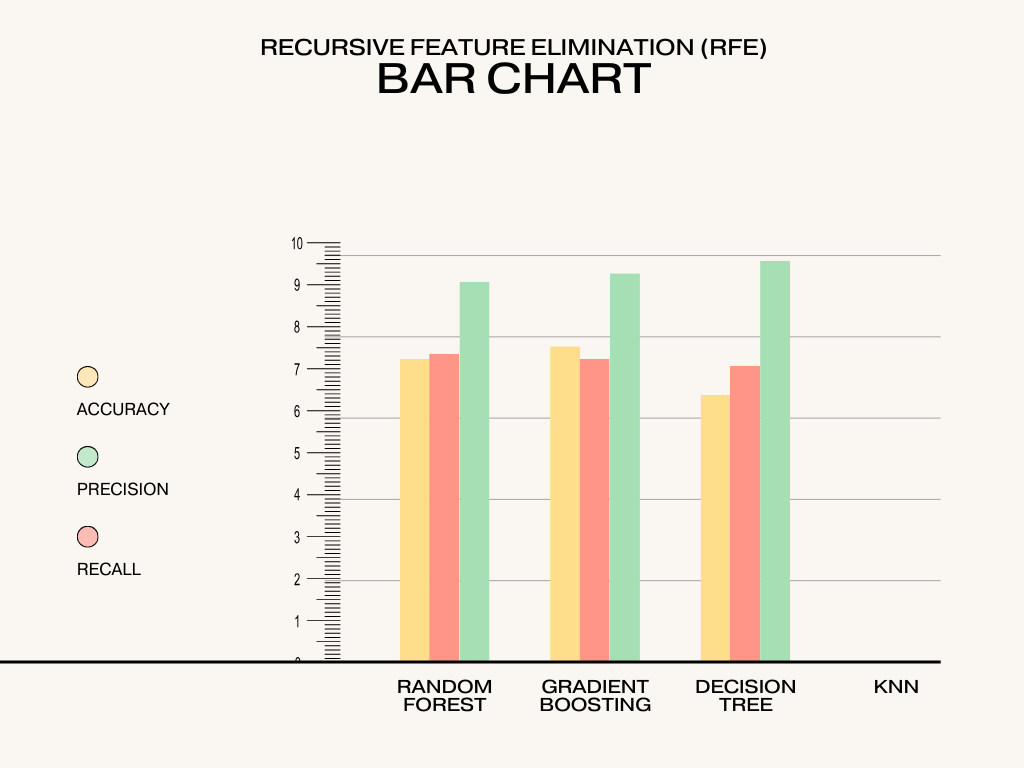 RECURSIVE FEATURE ELIMINATION (RFE)
BAR CHART
10
9
8
7
6
5
4
3
2
1
ACCURACY
PRECISION
RECALL
RANDOM
FOREST
GRADIENT
BOOSTING
DECISION
TREE
KNN